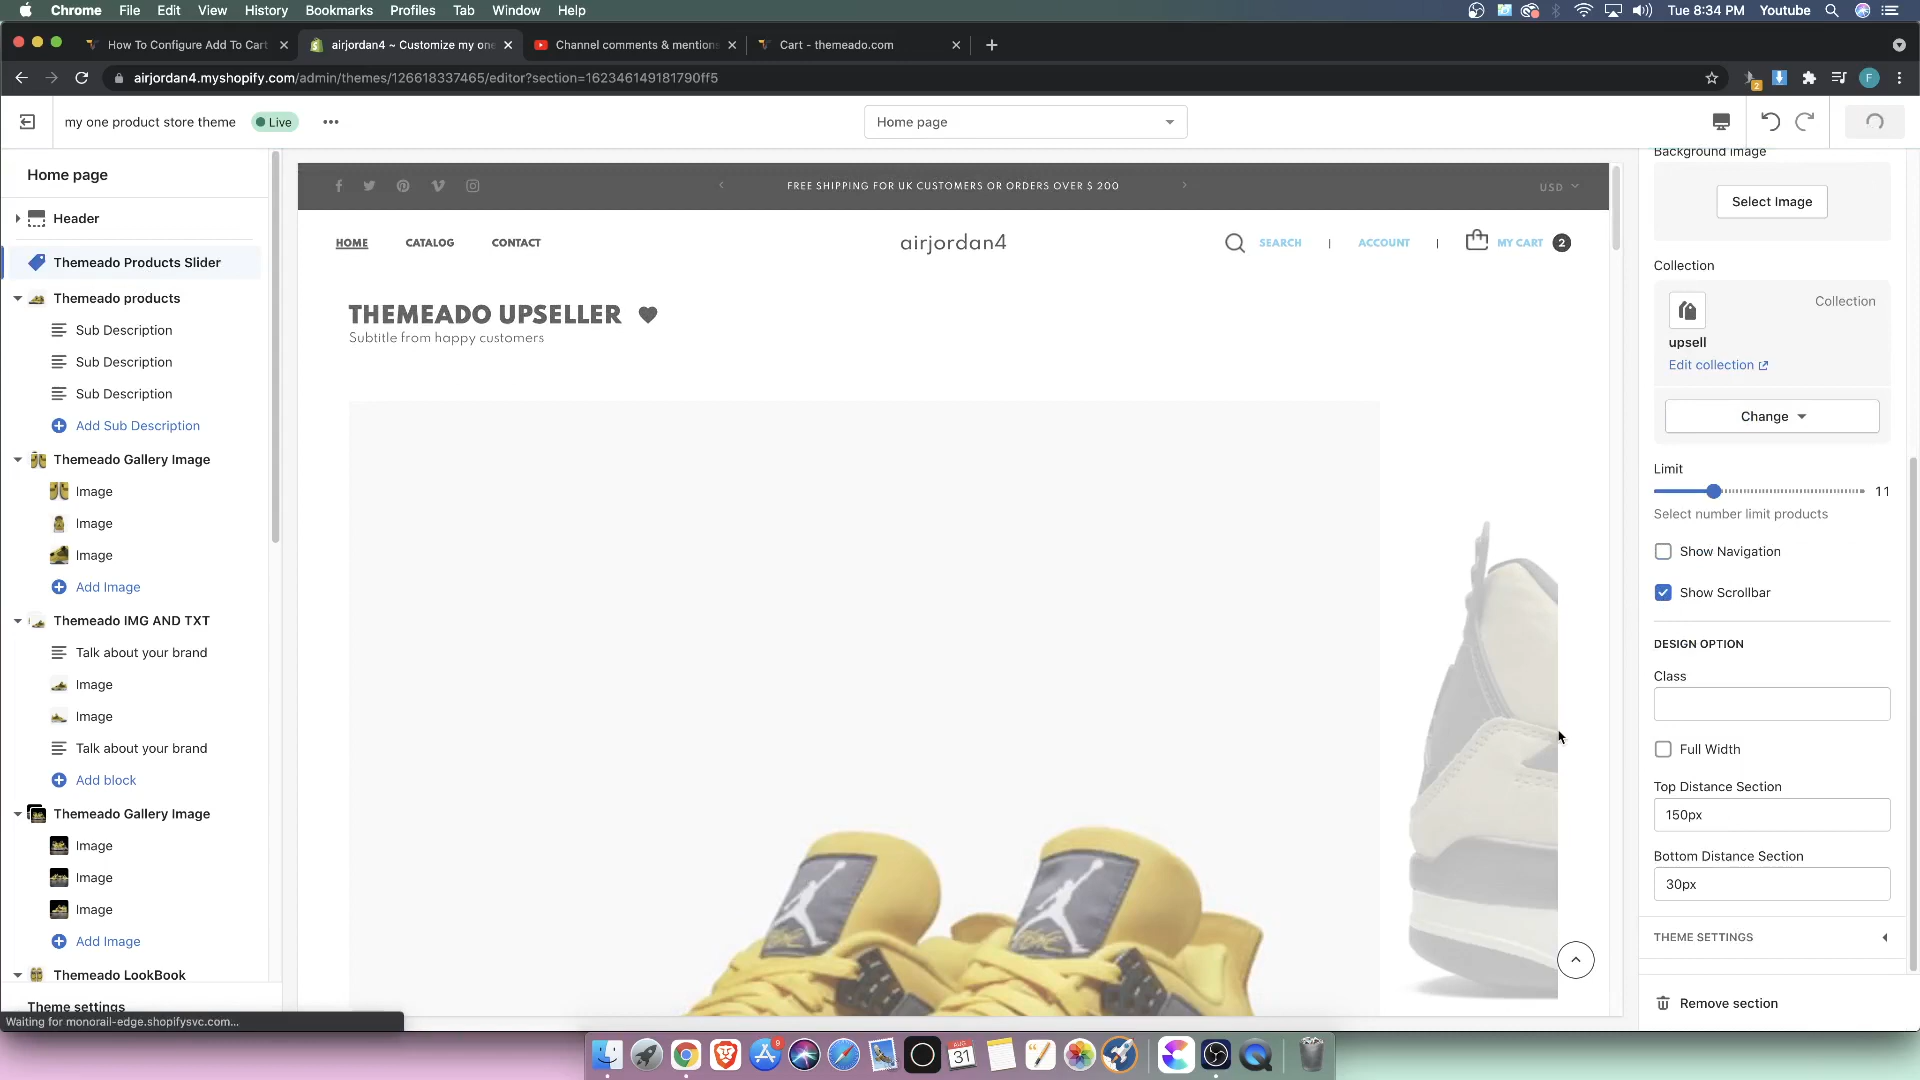 Chrome File Edit View History Bookmarks Profiles Tab Window Help Tue 8:34 PM Youtube
How To Configure Add To Cart
airjordan4 ~ Customize my one
Channel comments & mentions
Cart - themeado.com
airjordan4.myshopify.com/admin/themes/126618337465/editor?section=162346149181790ff5
2
F
my one product store theme
Live
Home page
Home page
Header
Themeado Products Slider
Themeado products
Sub Description
Sub Description
Sub Description
Add Sub Description
Themeado Gallery Image
Image
Image
Image
Add Image
Themeado IMG AND TXT
Talk about your brand
Image
Image
Talk about your brand
Add block
Themeado Gallery Image
Image
Image
Image
Add Image
Themeado LookBook
Theme settings
Waiting for monorail-edge.shopifysvc.com...
FREE SHIPPING FOR UK CUSTOMERS OR ORDERS OVER $ 200
USD
HOME CATALOG CONTACT
airjordan4
SEARCH | ACCOUNT | MY CART 2
THEMEADO UPSELLER
Subtitle from happy customers
Background Image
Select Image
Collection
Collection
upsell
Edit collection
Change
Limit
11
Select number limit products
Show Navigation
Show Scrollbar
DESIGN OPTION
Class
Full Width
Top Distance Section
150px
Bottom Distance Section
30px
THEME SETTINGS
Remove section
9
AUG
31